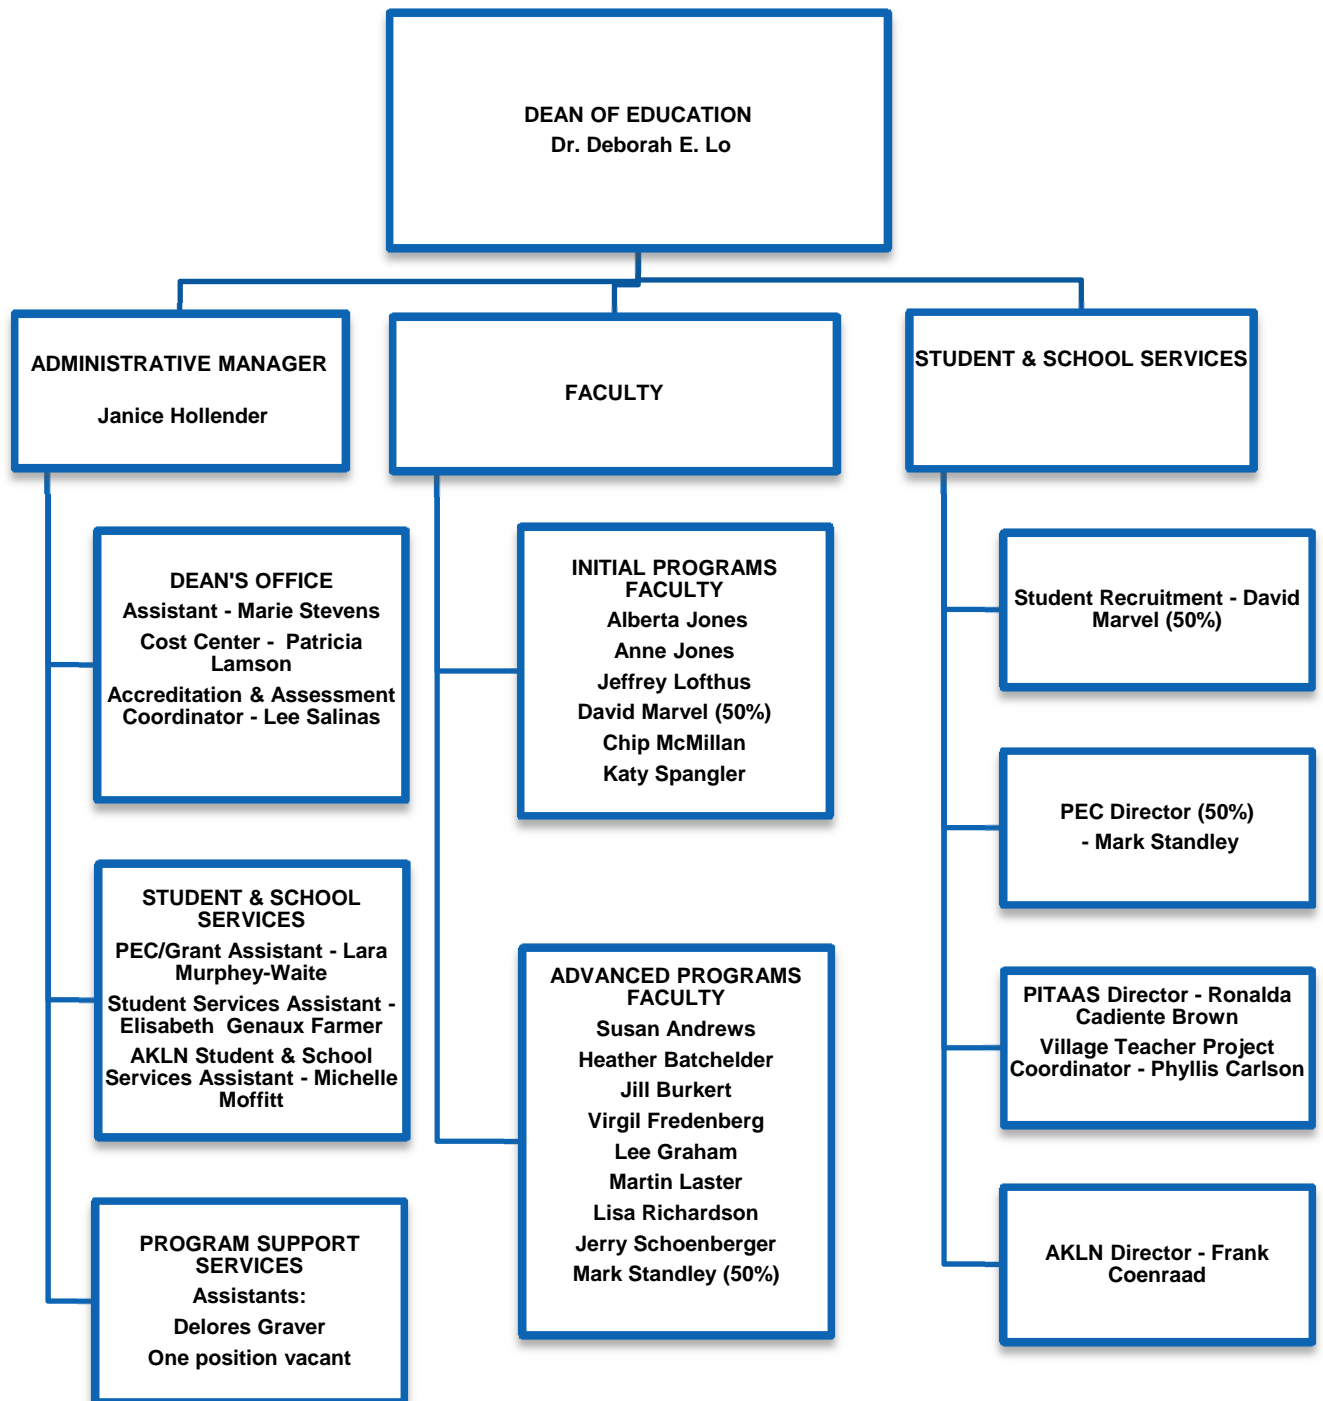 DEAN OF EDUCATION
Dr. Deborah E. Lo
ADMINISTRATIVE MANAGER
Janice Hollender
FACULTY
STUDENT & SCHOOL SERVICES
DEAN'S OFFICE
Assistant - Marie Stevens
Cost Center - Patricia
Lamson
Accreditation & Assessment
Coordinator - Lee Salinas
STUDENT & SCHOOL
SERVICES
PEC/Grant Assistant - Lara
Murphey-Waite
Student Services Assistant -
Elisabeth Genaux Farmer
AKLN Student & School
Services Assistant - Michelle
Moffitt
PROGRAM SUPPORT
SERVICES
Assistants:
Delores Graver
One position vacant
INITIAL PROGRAMS
FACULTY
Alberta Jones
Anne Jones
Jeffrey Lofthus
David Marvel (50%)
Chip McMillan
Katy Spangler
ADVANCED PROGRAMS
FACULTY
Susan Andrews
Heather Batchelder
Jill Burkert
Virgil Fredenberg
Lee Graham
Martin Laster
Lisa Richardson
Jerry Schoenberger
Mark Standley (50%)
Student Recruitment - David
Marvel (50%)
PEC Director (50%)
- Mark Standley
PITAAS Director - Ronalda
Cadiente Brown
Village Teacher Project
Coordinator - Phyllis Carlson
AKLN Director - Frank
Coenraad